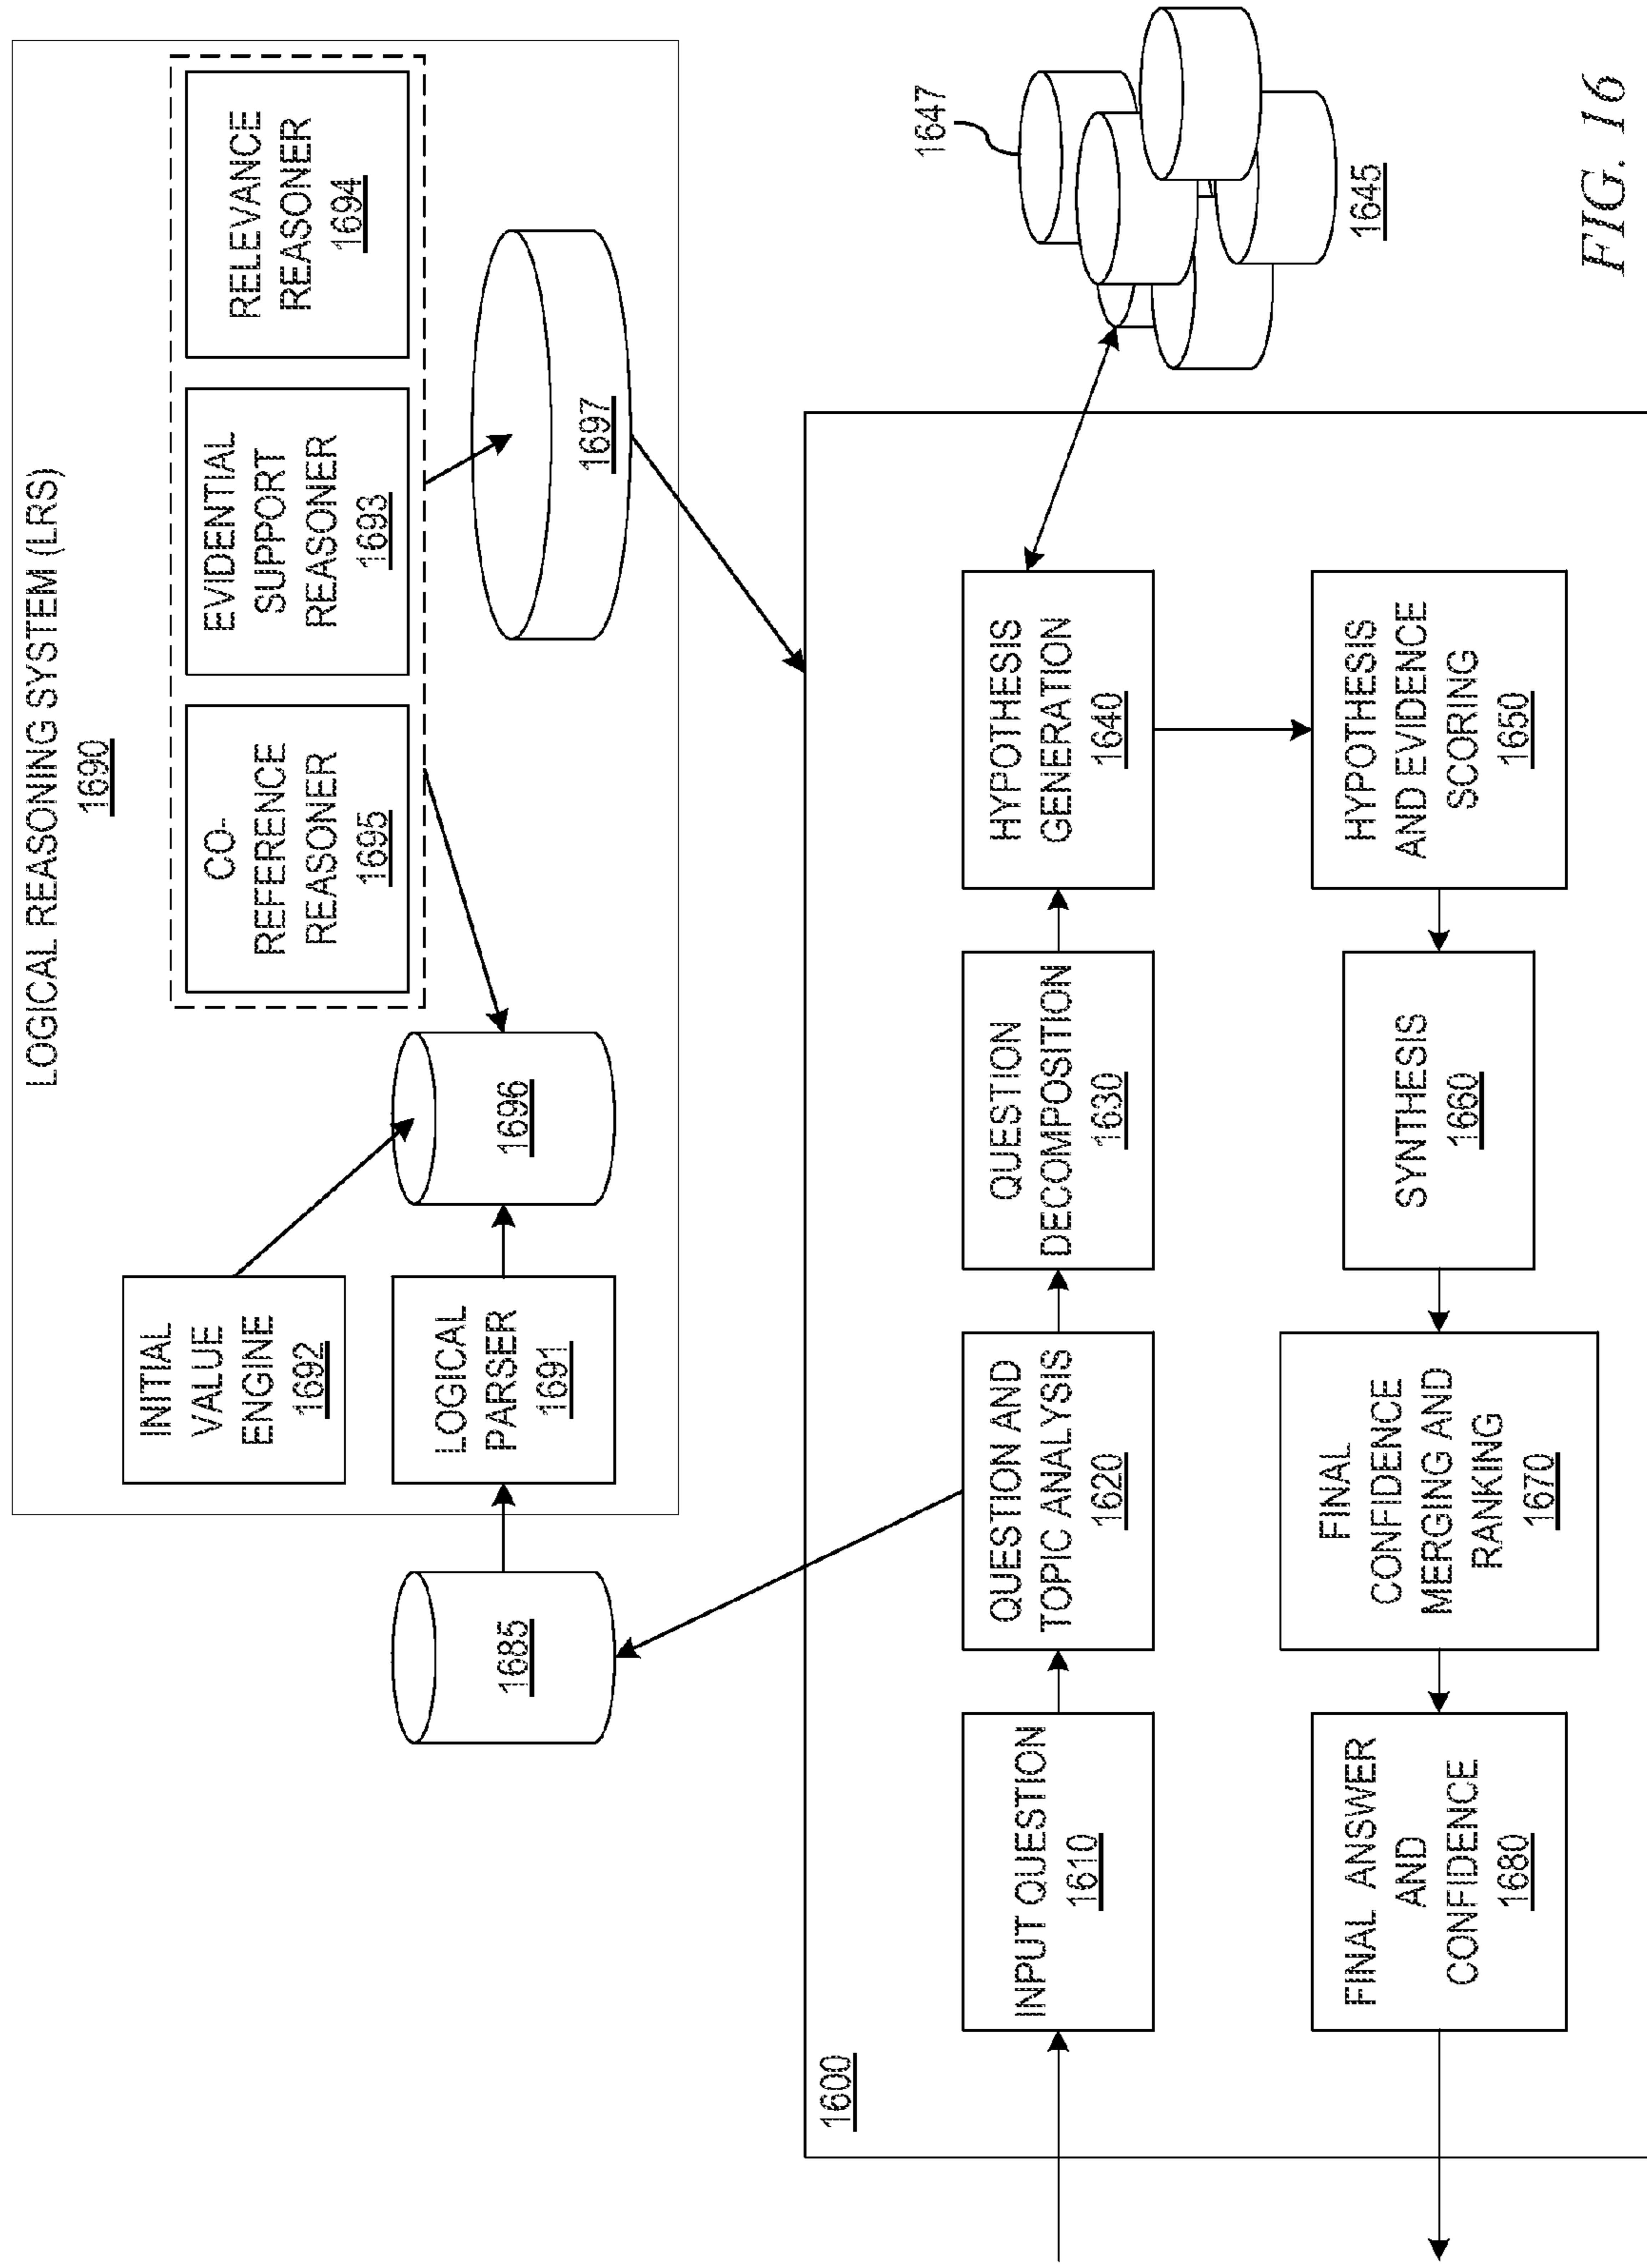 LOGICAL REASONING SYSTEM (LRS)
1690
INITIAL
VALUE
ENGINE
1692
LOGICAL
PARSER
1691
1685
1696
CO-
REFERENCE
REASONER
1695
EVIDENTIAL
SUPPORT
REASONER
1693
RELEVANCE
REASONER
1694
1697
1600
INPUT QUESTION
1610
QUESTION AND
TOPIC ANALYSIS
1620
QUESTION
DECOMPOSITION
1630
HYPOTHESIS
GENERATION
1640
1647
1645
FINAL ANSWER
AND
CONFIDENCE
1680
FINAL
CONFIDENCE
MERGING AND
RANKING
1670
SYNTHESIS
1660
HYPOTHESIS
AND EVIDENCE
SCORING
1650
FIG. 16